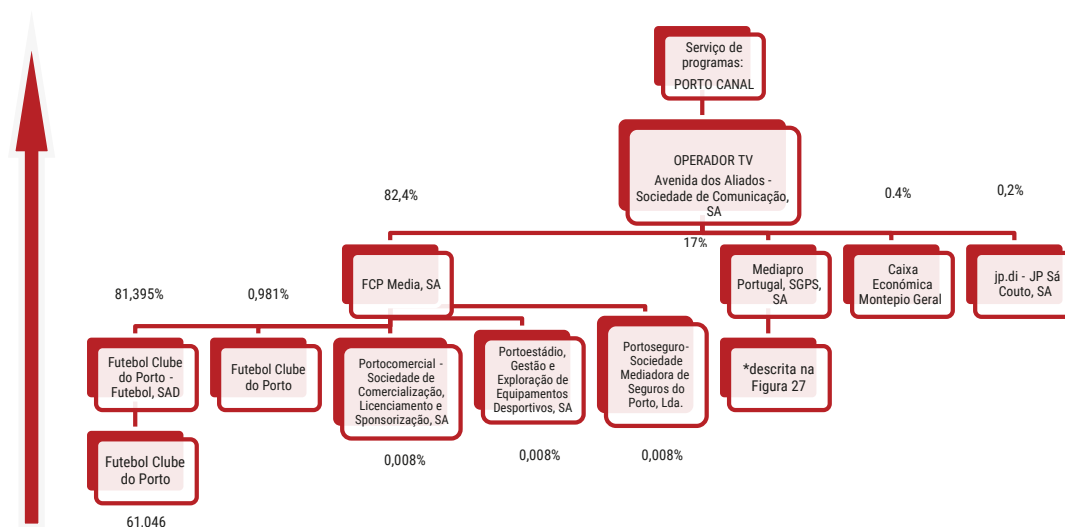 Serviço de
programas:
PORTO CANAL
OPERADOR TV
Avenida dos Aliados -
Sociedade de Comunicação,
SA
82,4%
17%
0.4%
0,2%
FCP Media, SA
Mediapro
Portugal, SGPS,
SA
Caixa
Económica
Montepio Geral
jp.di - JP Sá
Couto, SA
81,395%
0,981%
Futebol Clube
do Porto -
Futebol, SAD
Futebol Clube
do Porto
Portocomercial -
Sociedade de
Comercialização,
Licenciamento e
Sponsorização, SA
Portoestádio,
Gestão e
Exploração de
Equipamentos
Desportivos, SA
Portoseguro-
Sociedade
Mediadora de
Seguros do
Porto, Lda.
*descrita na
Figura 27
Futebol Clube
do Porto
0,008%
0,008%
0,008%
61,046